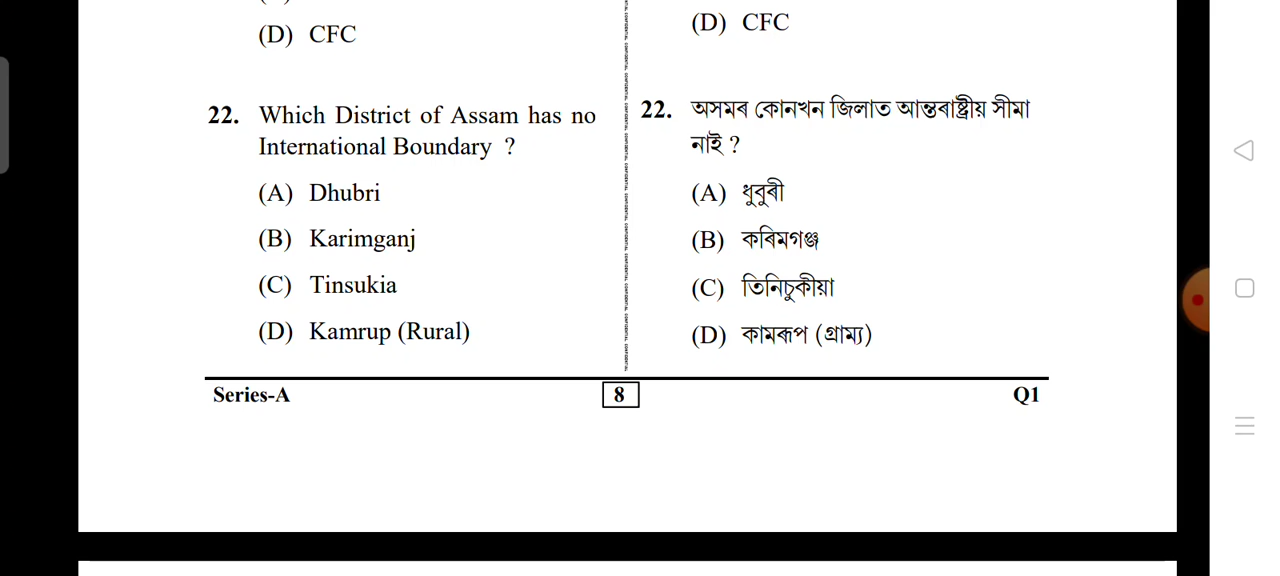 (D) CFC
22. Which District of Assam has no
International Boundary ?
(A) Dhubri
(B) Karimganj
(C) Tinsukia
(D) Kamrup (Rural)
(D) CFC
22. অসমৰ কোনখন জিলাত আন্তৰাষ্ট্ৰীয় সীমা
নাই ?
(A) ধুবুৰী
(B) কৰিমগঞ্জ
(C) তিনিচুকীয়া
(D) কামৰূপ (গ্ৰাম্য)
Series-A
8
Q1